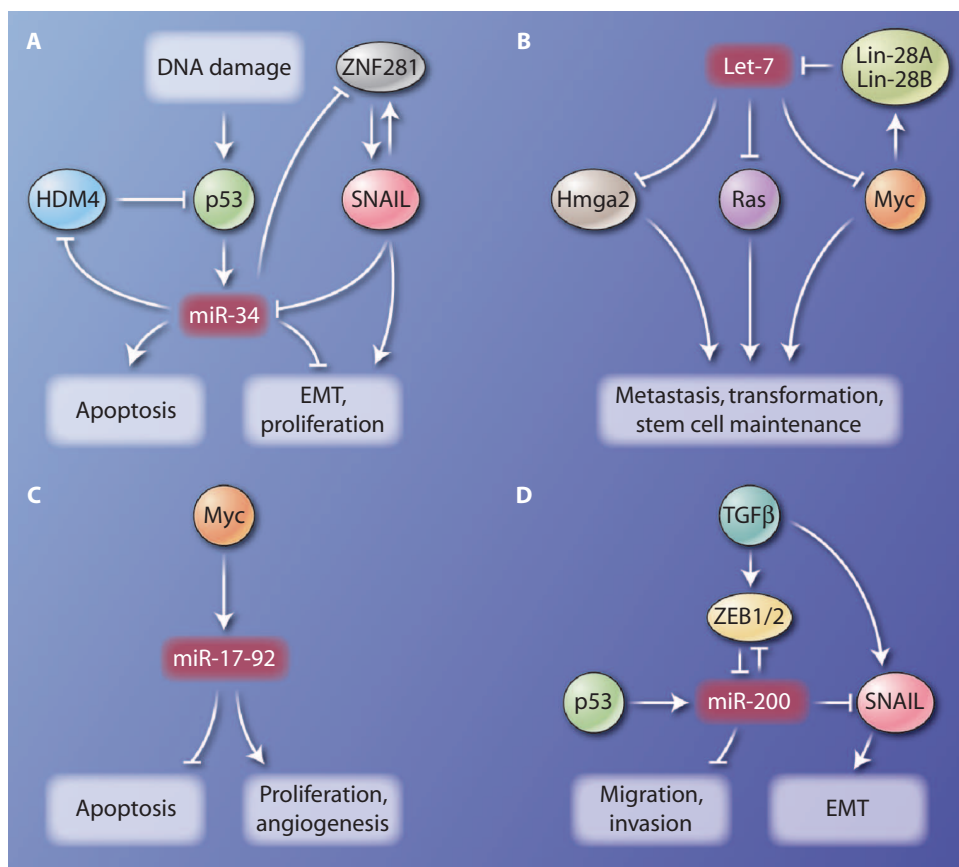 A
DNA damage
ZNF281
HDM4
p53
SNAIL
miR-34
Apoptosis
EMT,
proliferation
B
Let-7
Lin-28A
Lin-28B
Hmga2
Ras
Myc
Metastasis, transformation,
stem cell maintenance
C
Myc
miR-17-92
Apoptosis
Proliferation,
angiogenesis
D
TGFβ
ZEB1/2
p53
miR-200
SNAIL
Migration,
invasion
EMT